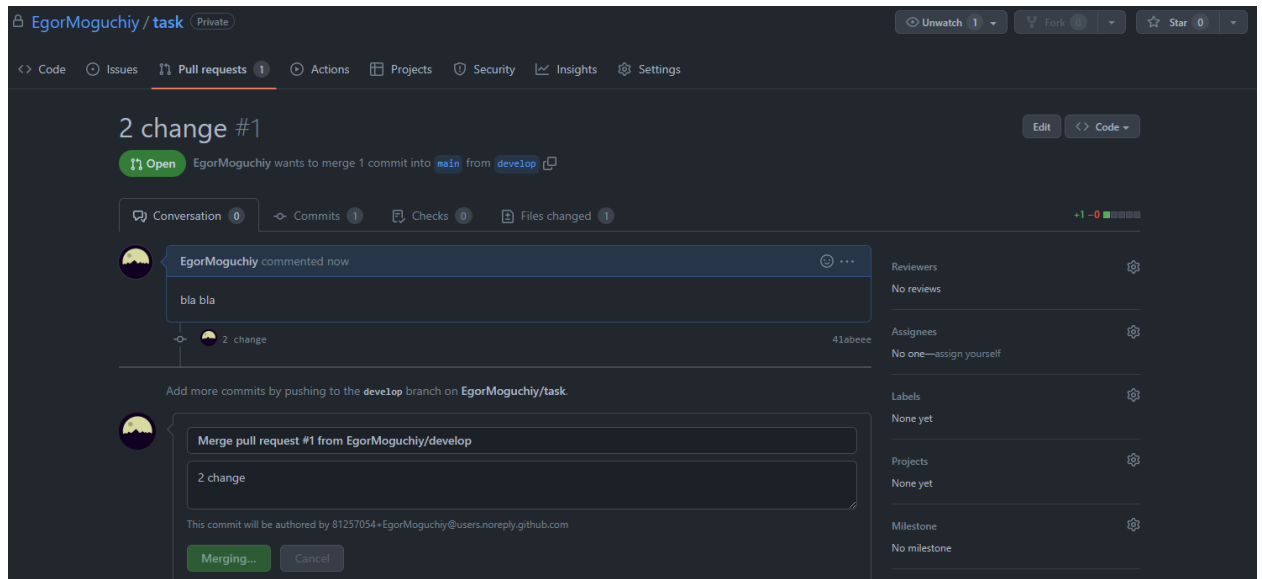 EgorMoguchiy / task Private
Unwatch 1 Fork 0 Star 0
<> Code Issues Pull requests 1 Actions Projects Security Insights Settings
2 change #1
Edit <> Code
Open EgorMoguchiy wants to merge 1 commit into main from develop
Conversation 0 Commits 1 Checks 0 Files changed 1
+1 −0
EgorMoguchiy commented now
bla bla
2 change 41abeee
Add more commits by pushing to the develop branch on EgorMoguchiy/task.
Merge pull request #1 from EgorMoguchiy/develop
2 change
This commit will be authored by 81257054+EgorMoguchiy@users.noreply.github.com
Merging... Cancel
Reviewers
No reviews
Assignees
No one—assign yourself
Labels
None yet
Projects
None yet
Milestone
No milestone